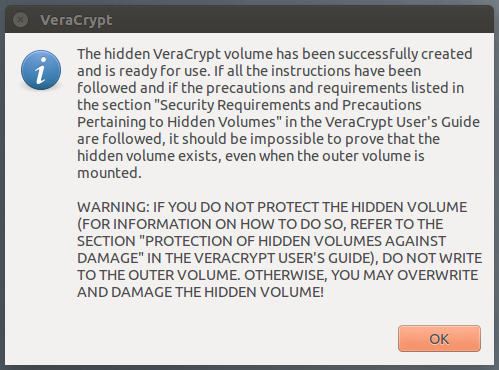 VeraCrypt
The hidden VeraCrypt volume has been successfully created
and is ready for use. If all the instructions have been
followed and if the precautions and requirements listed in
the section "Security Requirements and Precautions
Pertaining to Hidden Volumes" in the VeraCrypt User's Guide
are followed, it should be impossible to prove that the
hidden volume exists, even when the outer volume is
mounted.
WARNING: IF YOU DO NOT PROTECT THE HIDDEN VOLUME
(FOR INFORMATION ON HOW TO DO SO, REFER TO THE
SECTION "PROTECTION OF HIDDEN VOLUMES AGAINST
DAMAGE" IN THE VERACRYPT USER'S GUIDE), DO NOT WRITE
TO THE OUTER VOLUME. OTHERWISE, YOU MAY OVERWRITE
AND DAMAGE THE HIDDEN VOLUME!
OK